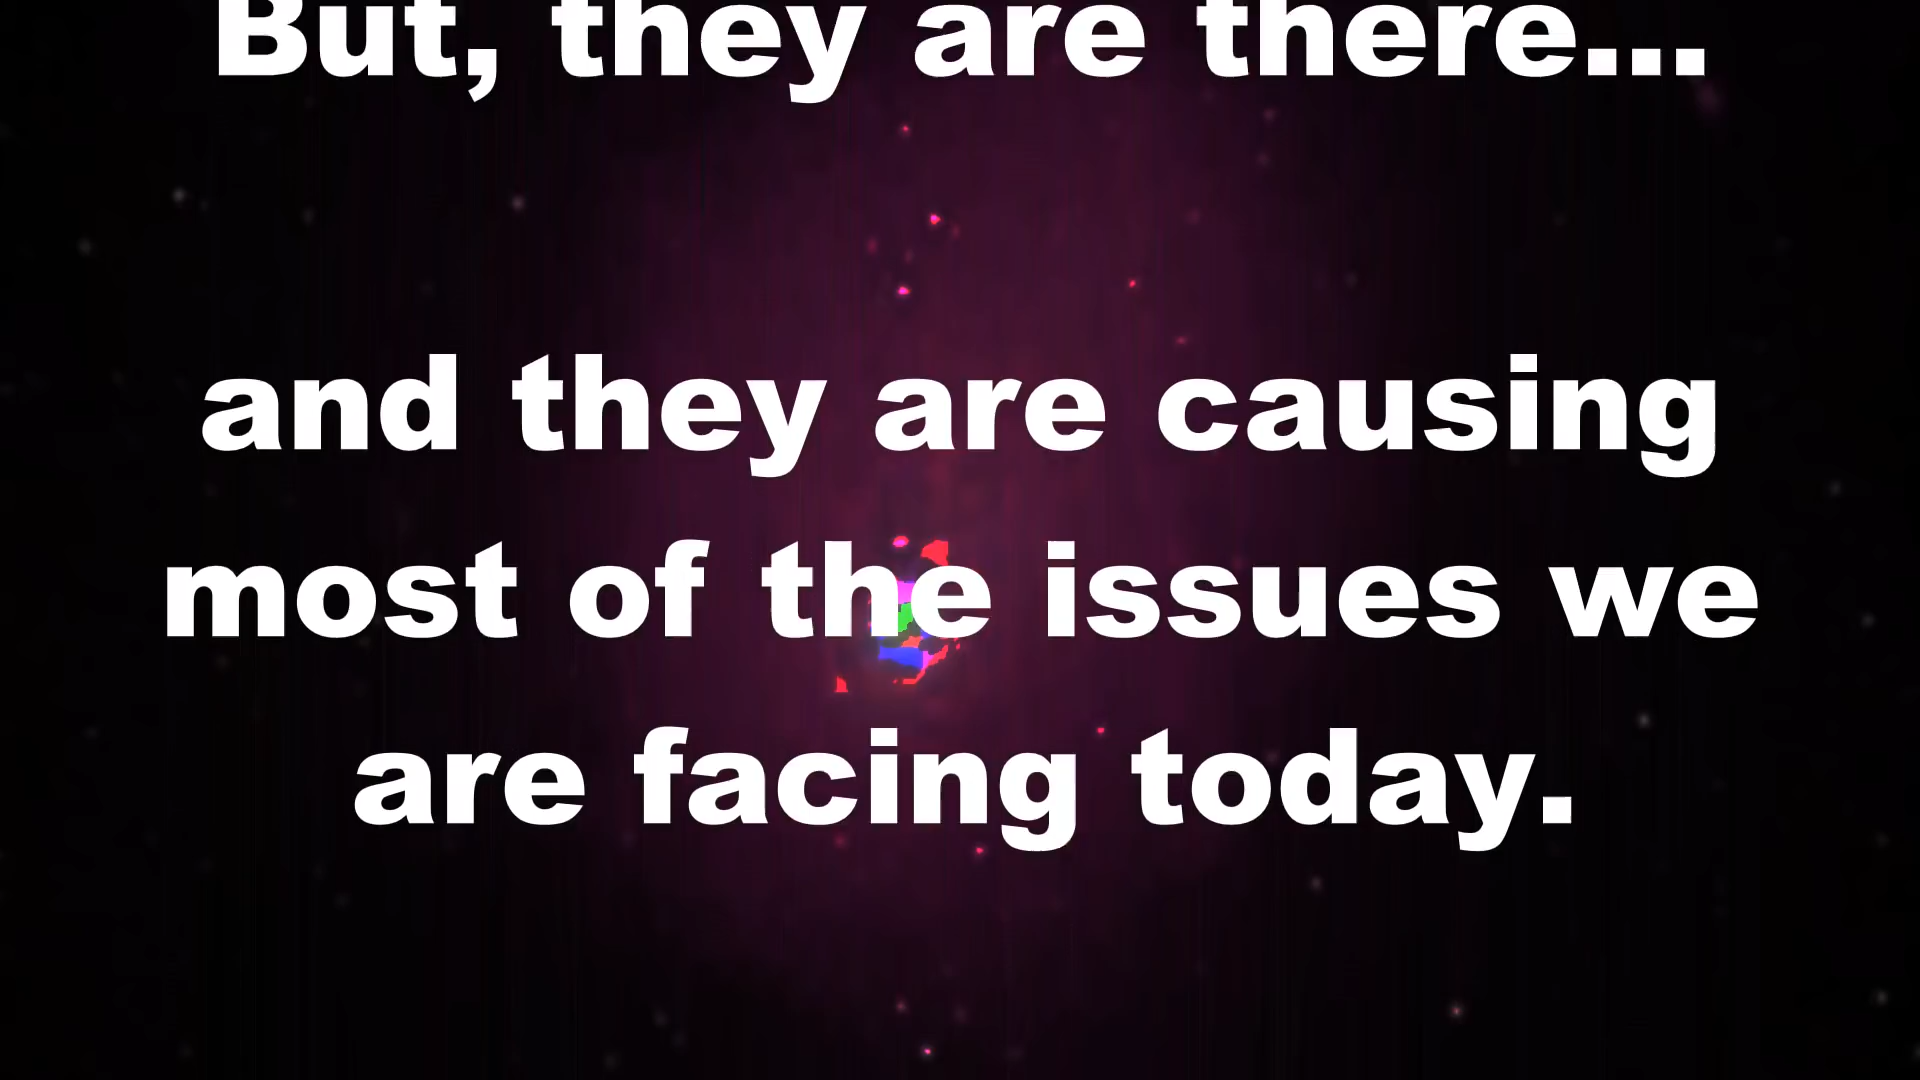 But, they are there...
and they are causing
most of the issues we
are facing today.